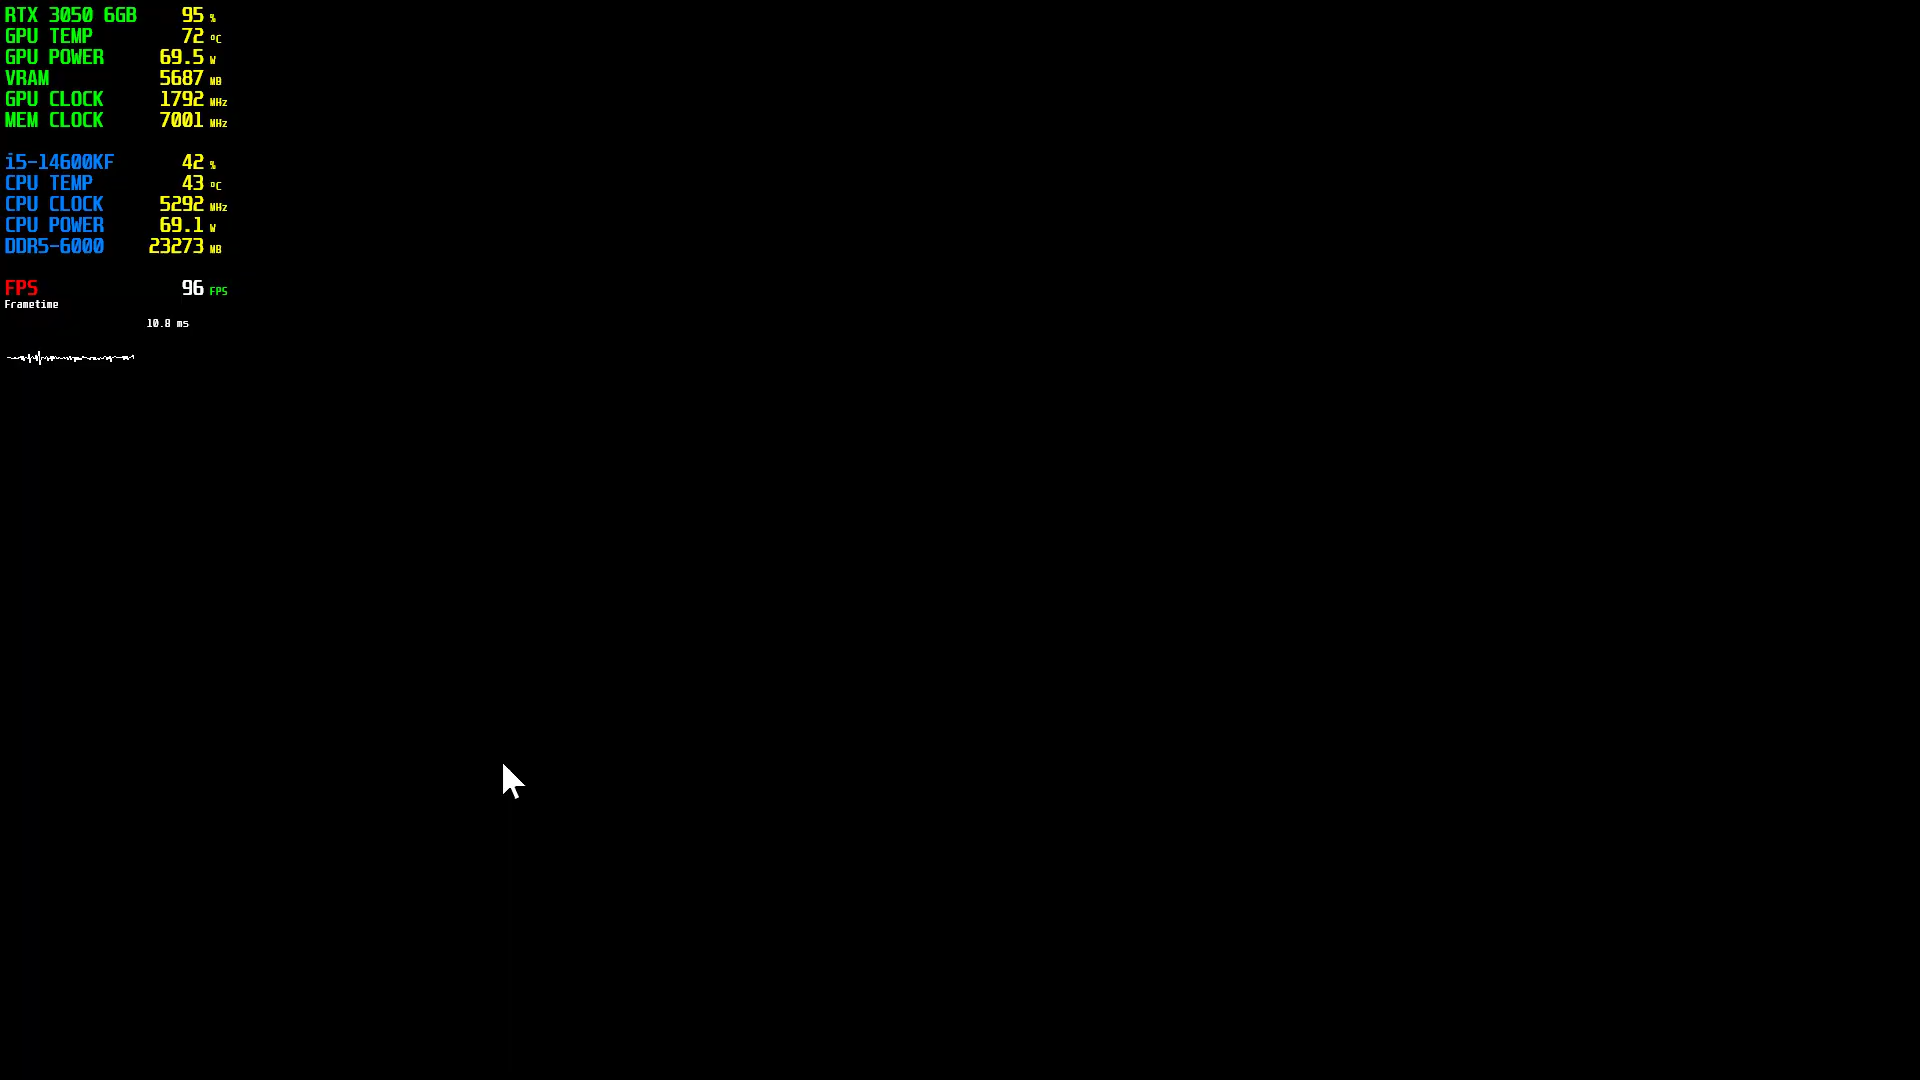 RTX 3050 6GB 95 %
GPU TEMP 72 °C
GPU POWER 69.5 W
VRAM 5687 MB
GPU CLOCK 1792 MHz
MEM CLOCK 7001 MHz
i5-14600KF 42 %
CPU TEMP 43 °C
CPU CLOCK 5292 MHz
CPU POWER 69.1 W
DDR5-6000 23273 MB
FPS 96 FPS
Frametime
10.8 ms